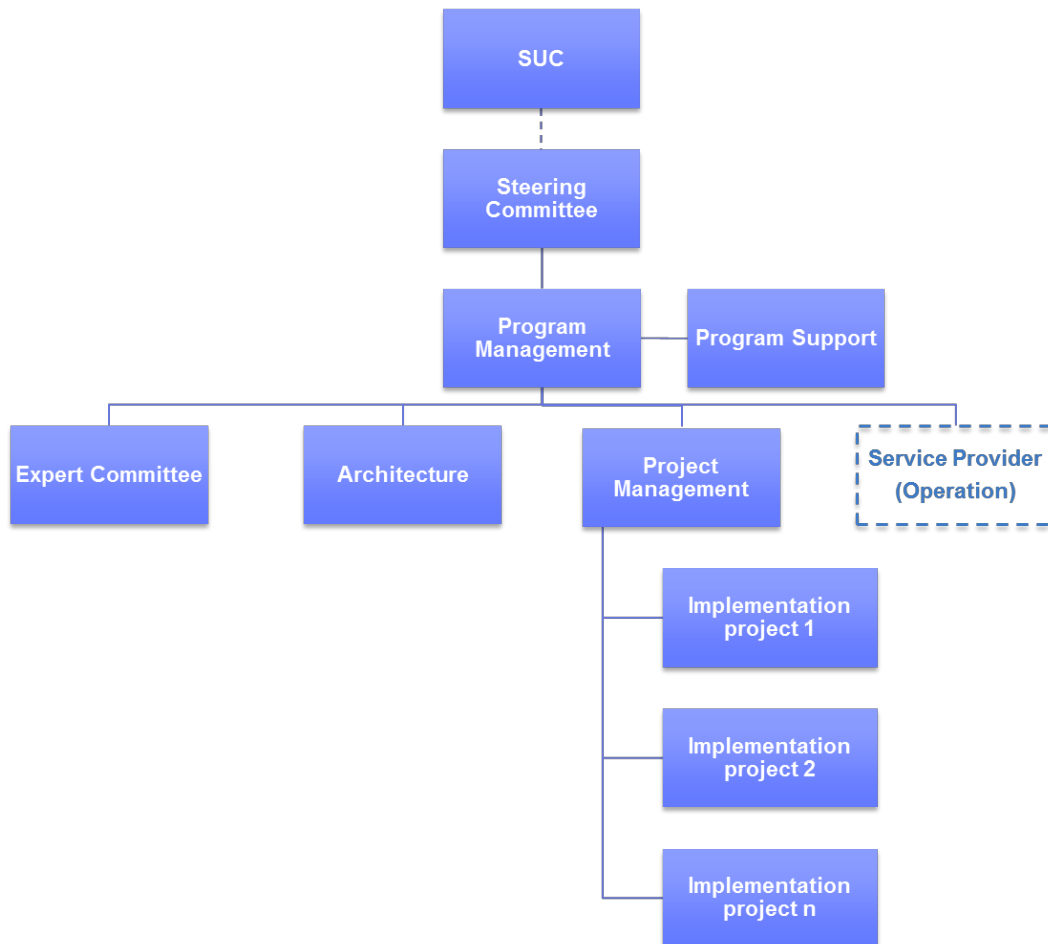 SUC
Steering
Committee
Program
Management
Program Support
Expert Committee
Architecture
Project
Management
Service Provider
(Operation)
Implementation
project 1
Implementation
project 2
Implementation
project n